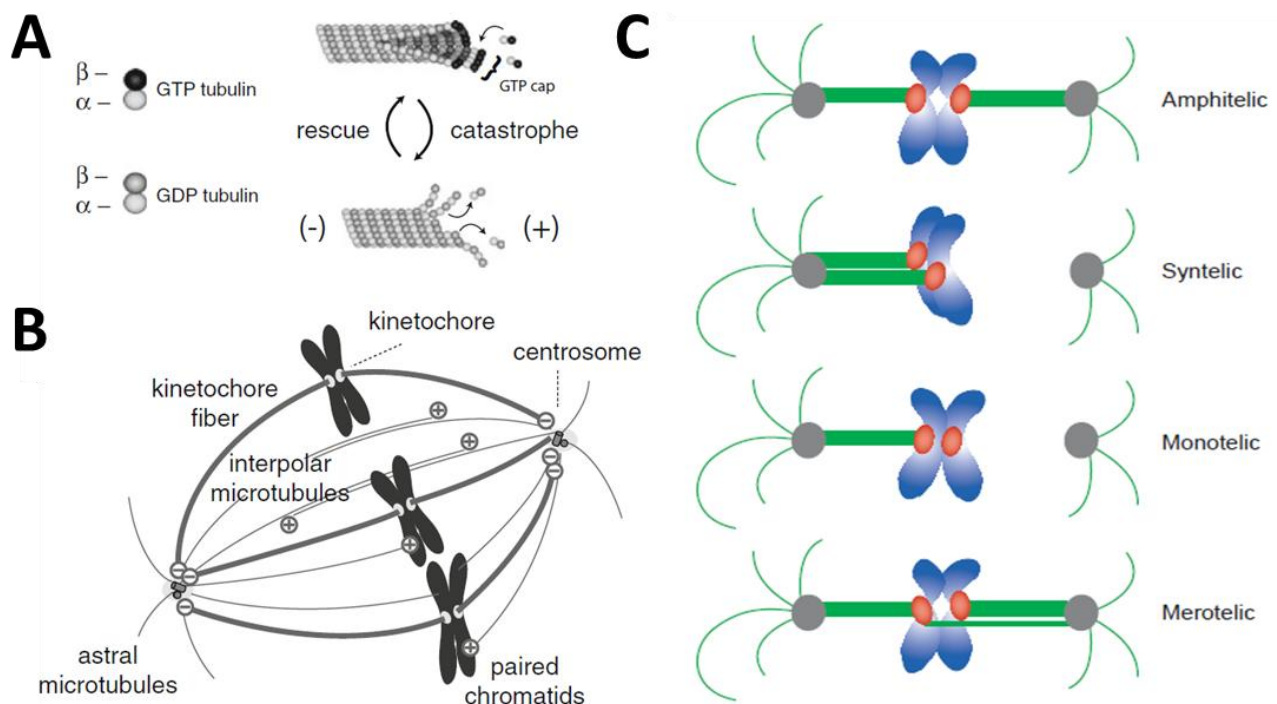 A
β –
α –
GTP tubulin
β –
α –
GDP tubulin
GTP cap
rescue
catastrophe
(-)
(+)
B
kinetochore
centrosome
kinetochore
fiber
interpolar
microtubules
astral
microtubules
paired
chromatids
+
+
+
+
+
−
−
−
−
−
−
C
Amphitelic
Syntelic
Monotelic
Merotelic